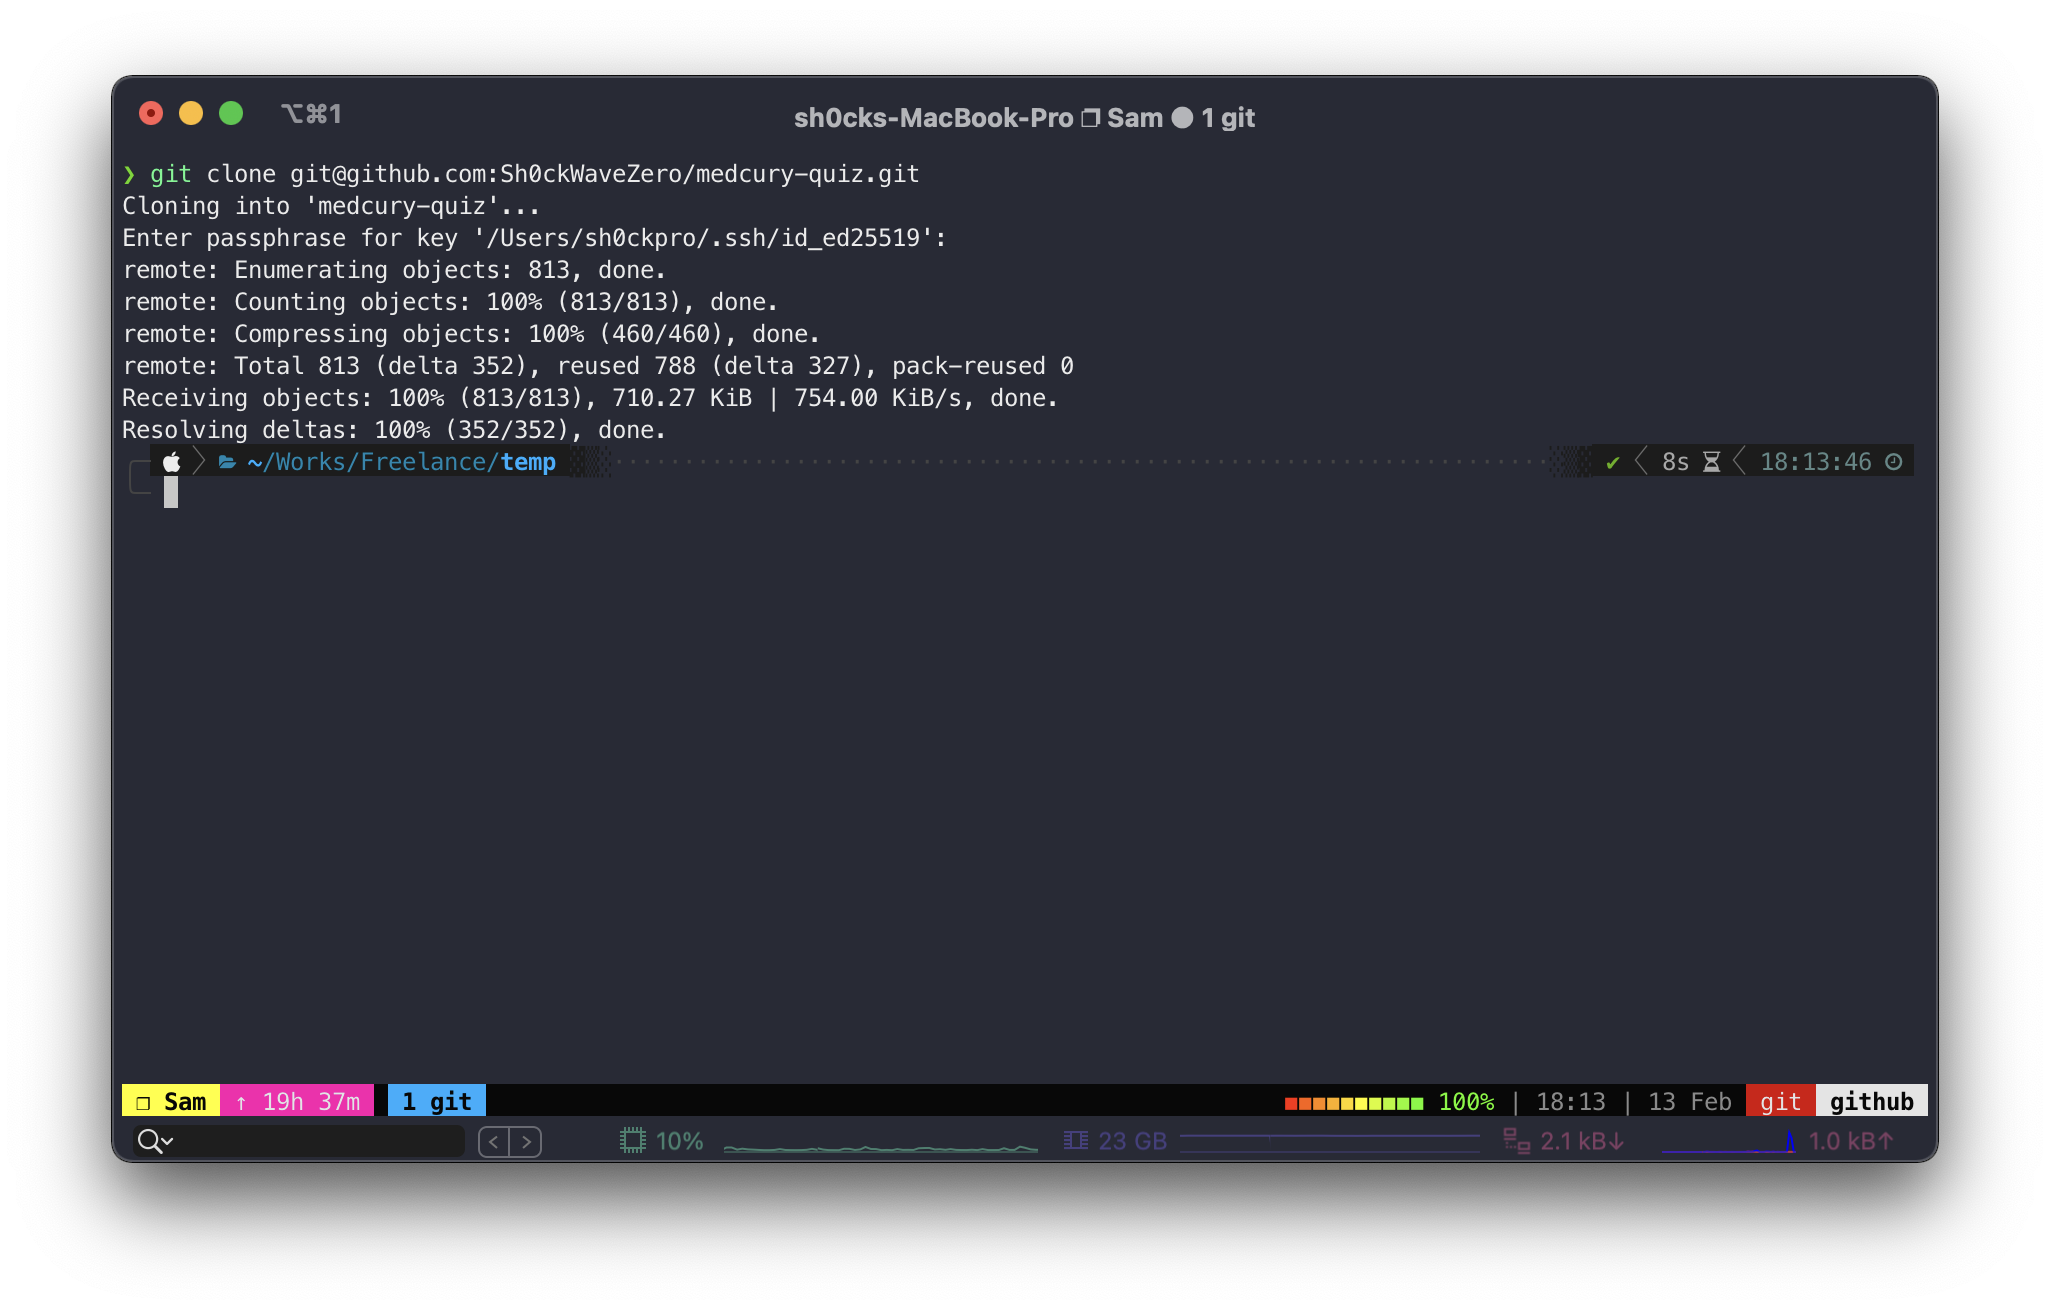 ⌥⌘1
sh0cks-MacBook-Pro ❐ Sam ● 1 git
❯ git clone git@github.com:Sh0ckWaveZero/medcury-quiz.git
Cloning into 'medcury-quiz'...
Enter passphrase for key '/Users/sh0ckpro/.ssh/id_ed25519':
remote: Enumerating objects: 813, done.
remote: Counting objects: 100% (813/813), done.
remote: Compressing objects: 100% (460/460), done.
remote: Total 813 (delta 352), reused 788 (delta 327), pack-reused 0
Receiving objects: 100% (813/813), 710.27 KiB | 754.00 KiB/s, done.
Resolving deltas: 100% (352/352), done.
~/Works/Freelance/temp ✔ 8s 18:13:46
❐ Sam ↑ 19h 37m 1 git 100% | 18:13 | 13 Feb git github
10% 23 GB 2.1 kB↓ 1.0 kB↑